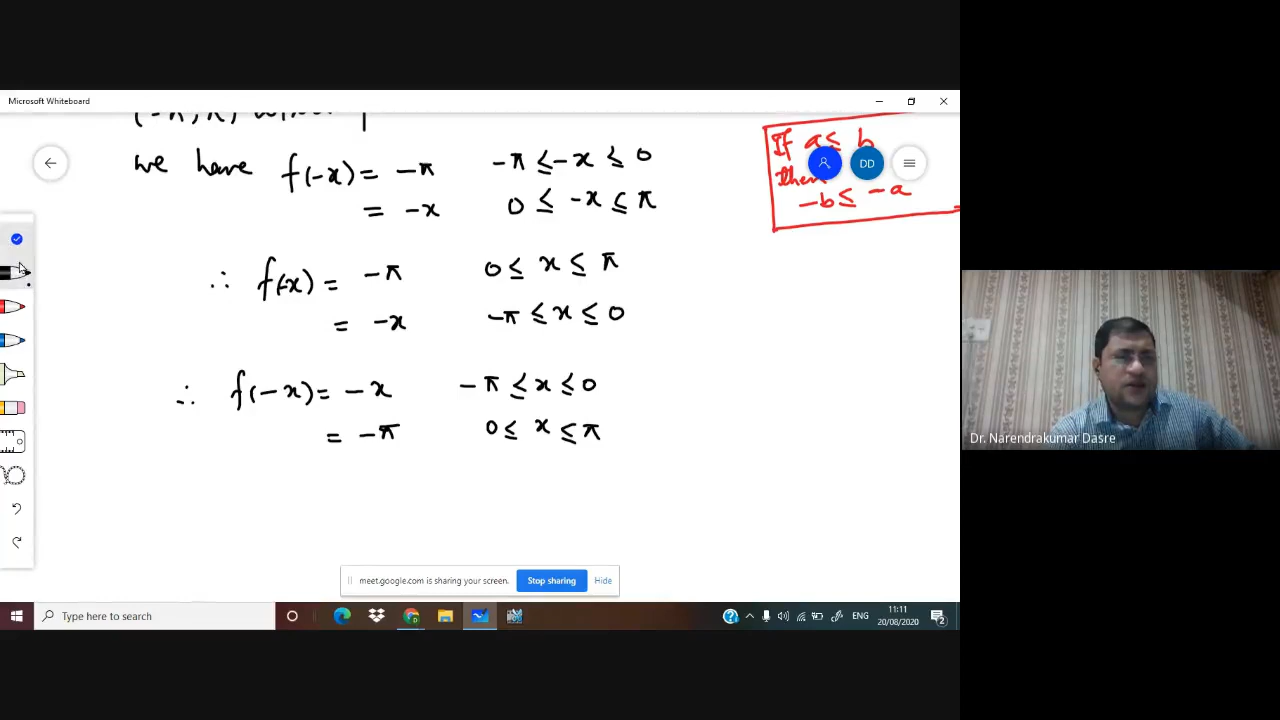 Microsoft Whiteboard
we have f(-x) = -π -π ≤ -x ≤ 0
= -x 0 ≤ -x ≤ π
If a ≤ b
then
-b ≤ -a
DD
∴ f(-x) = -π 0 ≤ x ≤ π
= -x -π ≤ x ≤ 0
∴ f(-x) = -x -π ≤ x ≤ 0
= -π 0 ≤ x ≤ π
Dr. Narendrakumar Dasre
meet.google.com is sharing your screen. Stop sharing Hide
Type here to search
ENG
11:11
20/08/2020
2